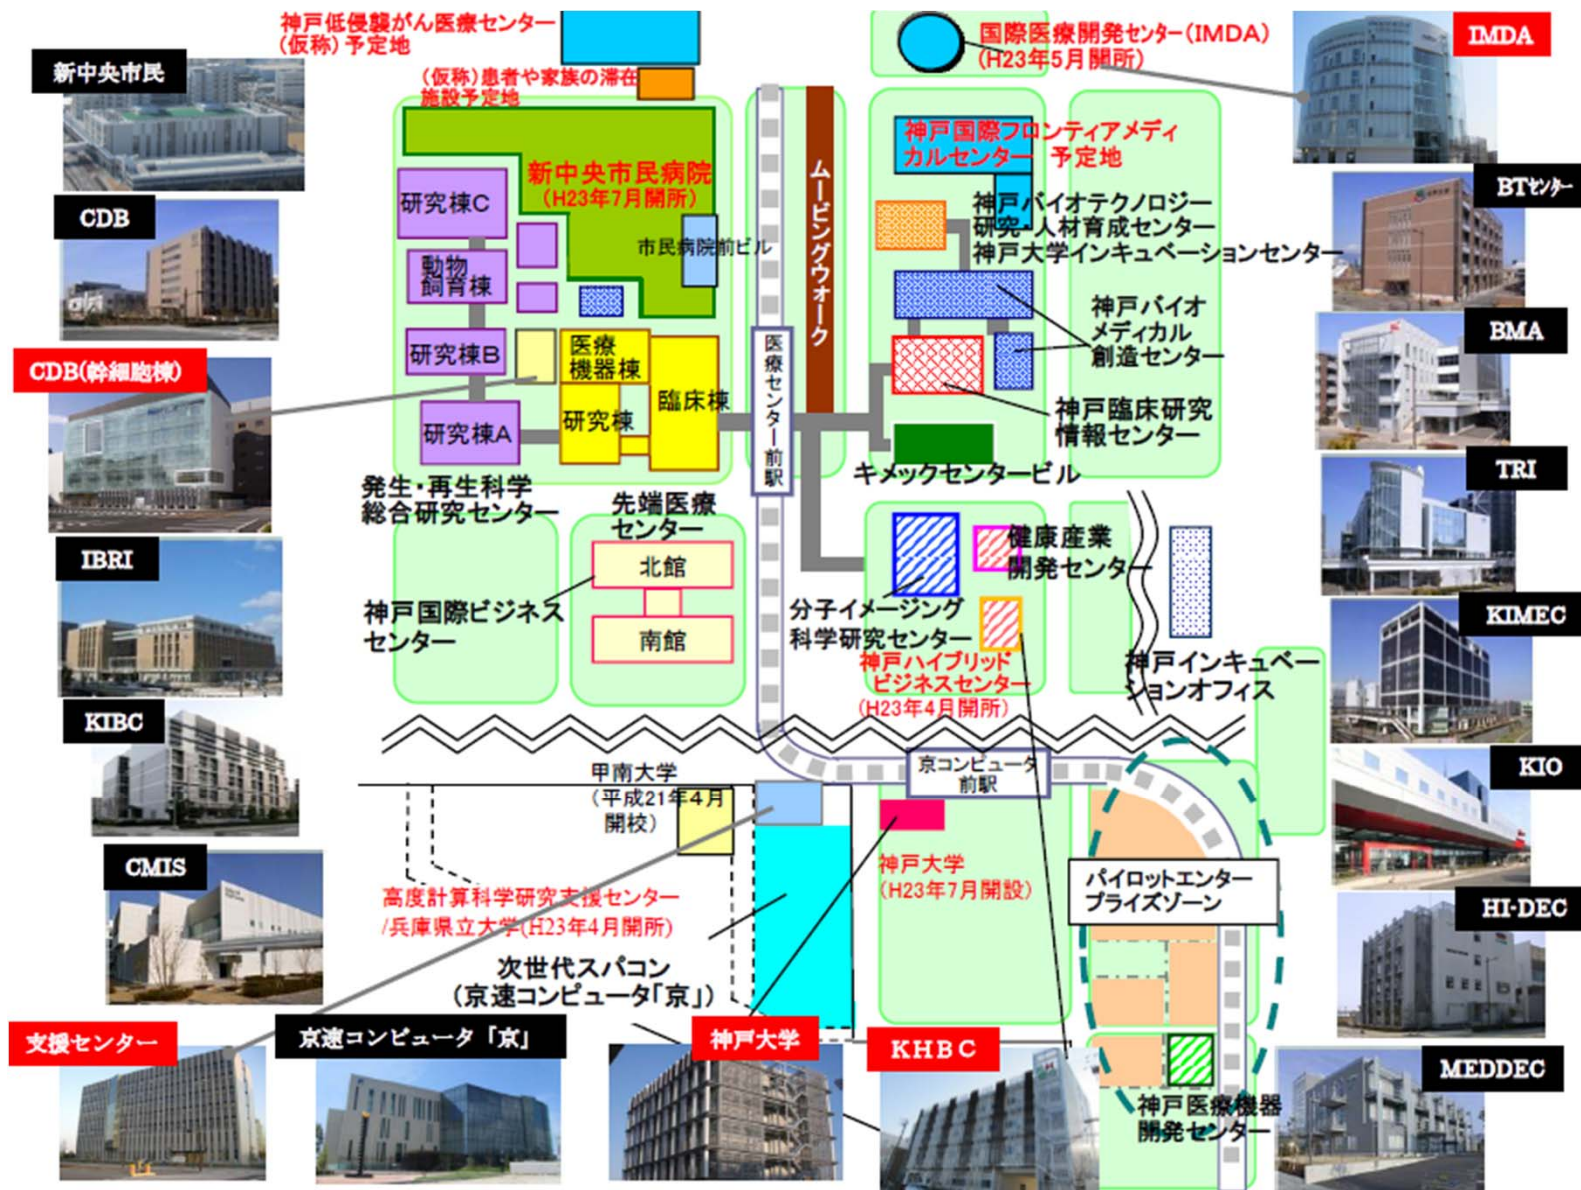 神戸低侵襲がん医療センター
(仮称)予定地
国際医療開発センター(IMDA)
(H23年5月開所)
IMDA
新中央市民
(仮称)患者や家族の滞在
施設予定地
神戸国際フロンティアメディ
カルセンター 予定地
新中央市民病院
(H23年7月開所)
ムービングウォーク
BTセンター
CDB
研究棟C
神戸バイオテクノロジー
研究・人材育成センター
神戸大学インキュベーションセンター
市民病院前ビル
動物
飼育棟
神戸バイオ
メディカル
創造センター
BMA
研究棟B
医療
機器棟
医療センター前駅
CDB(幹細胞棟)
臨床棟
研究棟
研究棟A
神戸臨床研究
情報センター
TRI
キメックセンタービル
発生・再生科学
総合研究センター
先端医療
センター
IBRI
北館
健康産業
開発センター
神戸国際ビジネス
センター
南館
分子イメージング
科学研究センター
KIMEC
神戸ハイブリッド
ビジネスセンター
(H23年4月開所)
神戸インキュベー
ションオフィス
KIBC
京コンピュータ
前駅
KIO
甲南大学
(平成21年4月
開校)
CMIS
神戸大学
(H23年7月開設)
パイロットエンター
プライズゾーン
高度計算科学研究支援センター
/兵庫県立大学(H23年4月開所)
HI-DEC
次世代スパコン
(京速コンピュータ「京」)
支援センター
京速コンピュータ「京」
神戸大学
KHBC
MEDDEC
神戸医療機器
開発センター